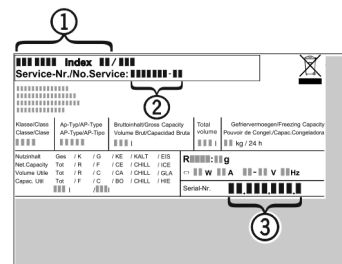 1
Index / 
Service-Nr./No.Service: -
2
Klasse/Class Ap-Typ/AP-Type Bruttoinhalt/Gross Capacity Total Gefriervermoegen/Freezing Capacity
Classe/Clase AP-Type/AP-Tipo Volume Brut/Capacidad Bruta volume Pouvoir de Congel./Capac.Congeladora
l l kg / 24 h
Nutzinhalt Ges / K / G / KE / KALT / EIS
Net.Capacity Tot / R / F / CE / CHILL / ICE
Volume Utile Tot / R / C / CA / CHILL / GLA
Capac. Util Tot / F / C / BO / CHILL / HIE
l / l
R : g
W A - V Hz
Serial-Nr.
3